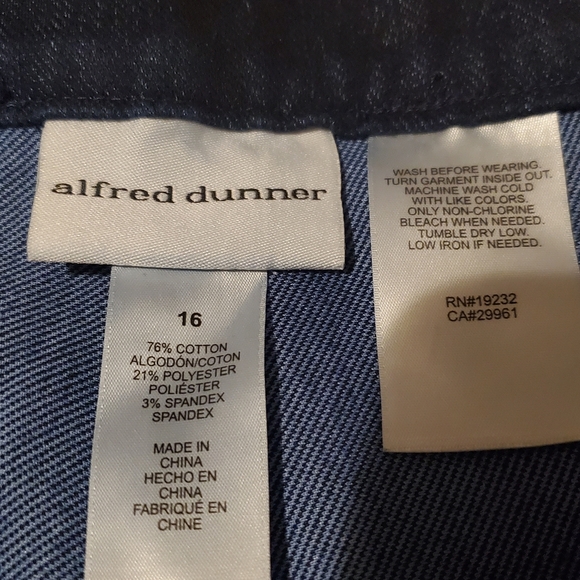 alfred dunner
16
76% COTTON
ALGODÓN/COTON
21% POLYESTER
POLIÉSTER
3% SPANDEX
SPANDEX
MADE IN
CHINA
HECHO EN
CHINA
FABRIQUÉ EN
CHINE
WASH BEFORE WEARING.
TURN GARMENT INSIDE OUT.
MACHINE WASH COLD
WITH LIKE COLORS.
ONLY NON-CHLORINE
BLEACH WHEN NEEDED.
TUMBLE DRY LOW.
LOW IRON IF NEEDED.
RN#19232
CA#29961